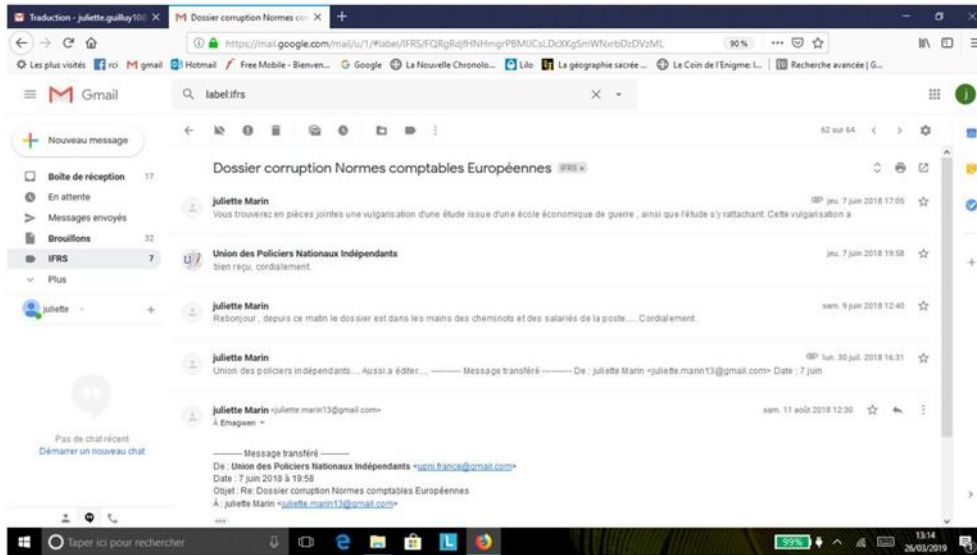 Traduction - juliette.guilluy10
Dossier corruption Normes com
https://mail.google.com/mail/u/1/#label/IFRS/
90 %
Les plus visités rci gmail Hotmail Free Mobile - Bienven... Google La Nouvelle Chronolo... Lilo La géographie sacrée ... Le Coin de l'Enigme: I... Recherche avancée | G...
Gmail
label:ifrs
Nouveau message
62 sur 64
Boîte de réception 17
En attente
Messages envoyés
Brouillons 32
IFRS 7
Plus
juliette
Pas de chat récent
Démarrer un nouveau chat
Dossier corruption Normes comptables Européennes IFRS x
juliette Marin jeu. 7 juin 2018 17:05
Vous trouverez en pièces jointes une vulgarisation d'une étude issue d'une école économique de guerre , ainsi que l'étude s'y rattachant. Cette vulgarisation a
Union des Policiers Nationaux Indépendants jeu. 7 juin 2018 19:58
bien reçu, cordialement.
juliette Marin sam. 9 juin 2018 12:40
Rebonjour , depuis ce matin le dossier est dans les mains des cheminots et des salariés de la poste.... Cordialement.
juliette Marin lun. 30 juil. 2018 16:31
Union des policiers indépendants.... Aussi a éditer.... ---------- Message transféré ---------- De : juliette Marin <juliette.marin13@gmail.com> Date : 7 juin
juliette Marin <juliette.marin13@gmail.com> sam. 11 août 2018 12:30
À Emagwen
---------- Message transféré ----------
De : Union des Policiers Nationaux Indépendants <upni.france@gmail.com>
Date : 7 juin 2018 à 19:58
Objet : Re: Dossier corruption Normes comptables Européennes
À : juliette Marin <juliette.marin13@gmail.com>
Taper ici pour rechercher
99%
13:14
26/03/2019